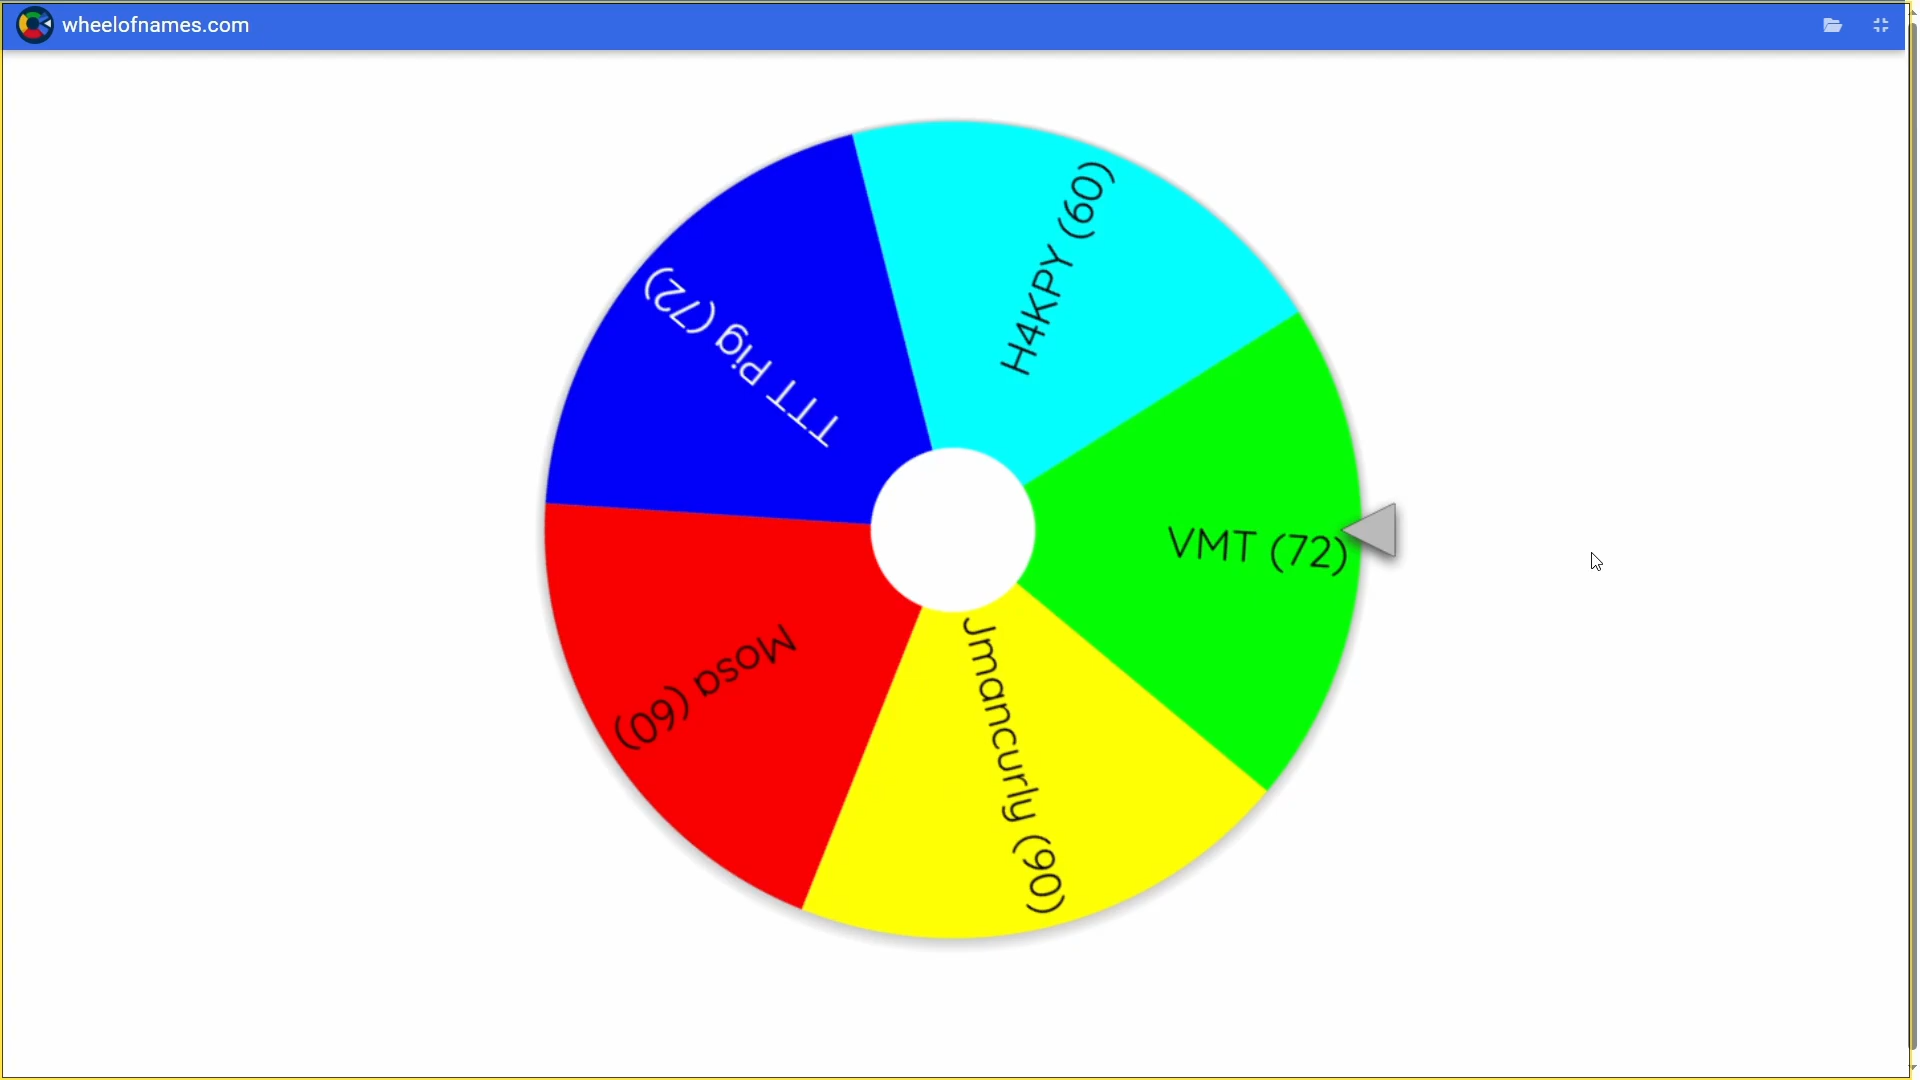 wheelofnames.com
H4KPY (60)
TTT Pig (72)
VMT (72)
Mosa (60)
Jmancurly (90)